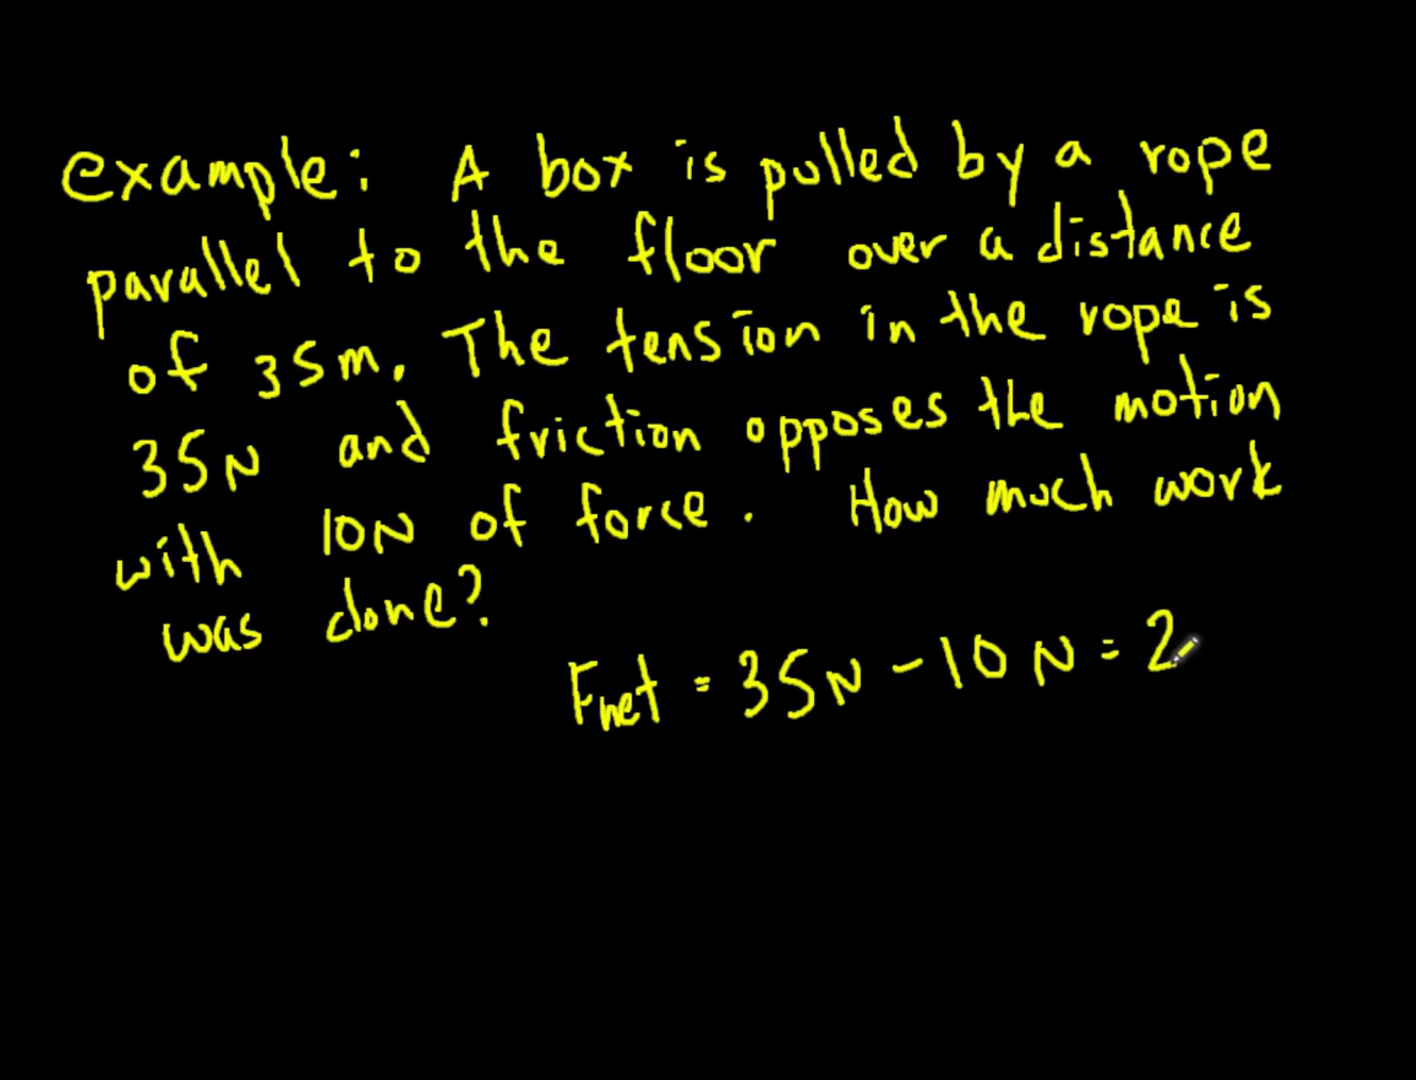 example: A box is pulled by a rope
parallel to the floor over a distance
of 35m. The tension in the rope is
35N and friction opposes the motion
with 10N of force. How much work
was done?
Fnet = 35N - 10N = 2